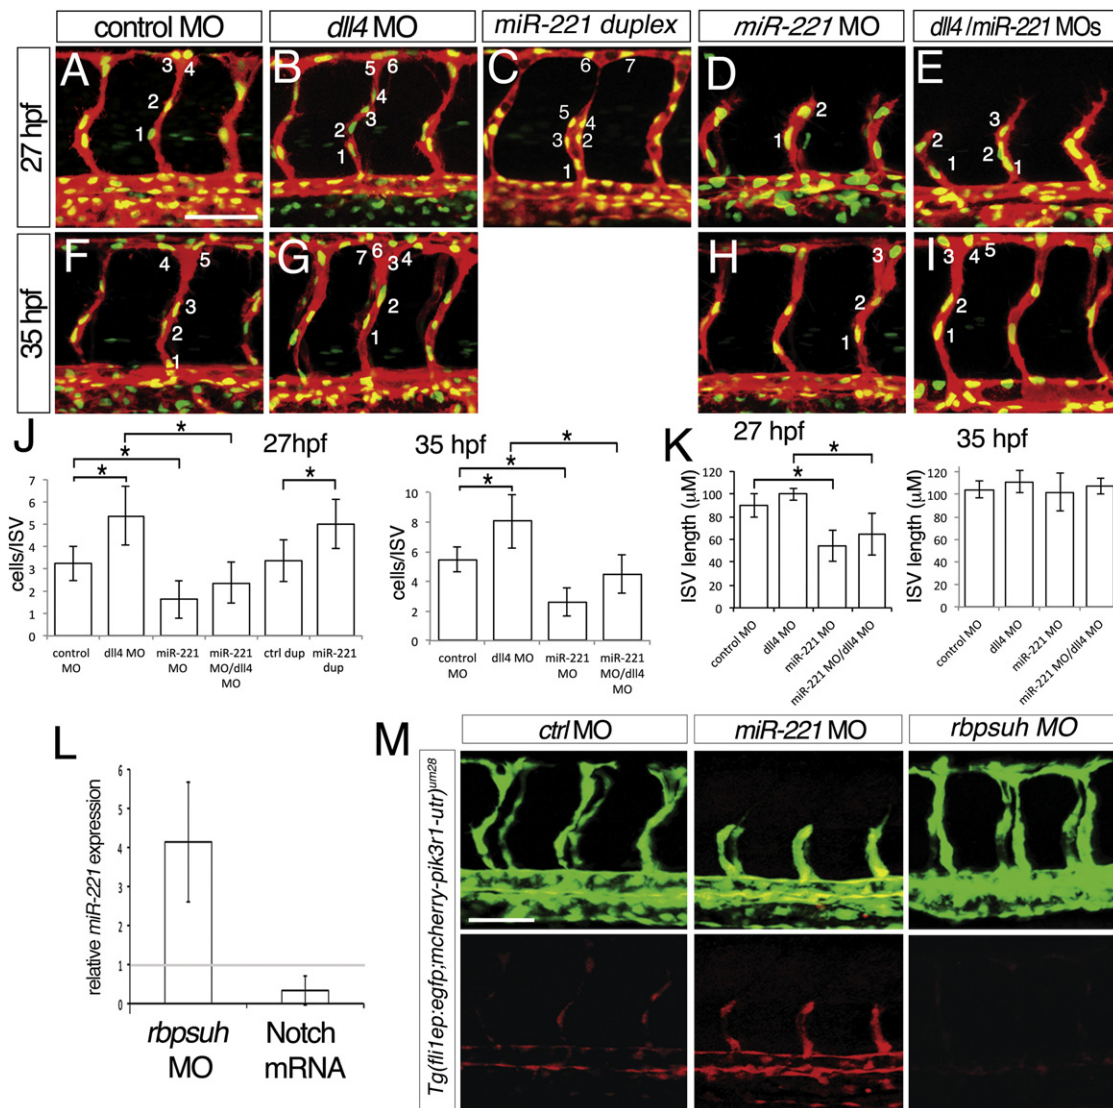 control MO
dll4 MO
miR-221 duplex
miR-221 MO
dll4/miR-221 MOs
27 hpf
A
3 4
2
1
B
5 6
4
3
2
1
C
6 7
5
4
3 2
1
D
2
1
E
3
2
2
1
1
35 hpf
F
4 5
3
2
1
G
7 6
3 4
2
1
H
3
2
1
I
3 4 5
2
1
J
27hpf
*
*
*
*
cells/ISV
7
6
5
4
3
2
1
0
control MO
dll4 MO
miR-221 MO
miR-221 MO/dll4 MO
ctrl dup
miR-221 dup
35 hpf
*
*
*
cells/ISV
10
8
6
4
2
0
control MO
dll4 MO
miR-221 MO
miR-221 MO/dll4 MO
K
27 hpf
*
*
ISV length (µM)
120
100
80
60
40
20
0
control MO
dll4 MO
miR-221 MO
miR-221 MO/dll4 MO
35 hpf
ISV length (µM)
120
100
80
60
40
20
0
control MO
dll4 MO
miR-221 MO
miR-221 MO/dll4 MO
L
relative miR-221 expression
6
5
4
3
2
1
0
rbpsuh MO
Notch mRNA
M
ctrl MO
miR-221 MO
rbpsuh MO
Tg(fli1ep:egfp;mcherry-pik3r1-utr)um28